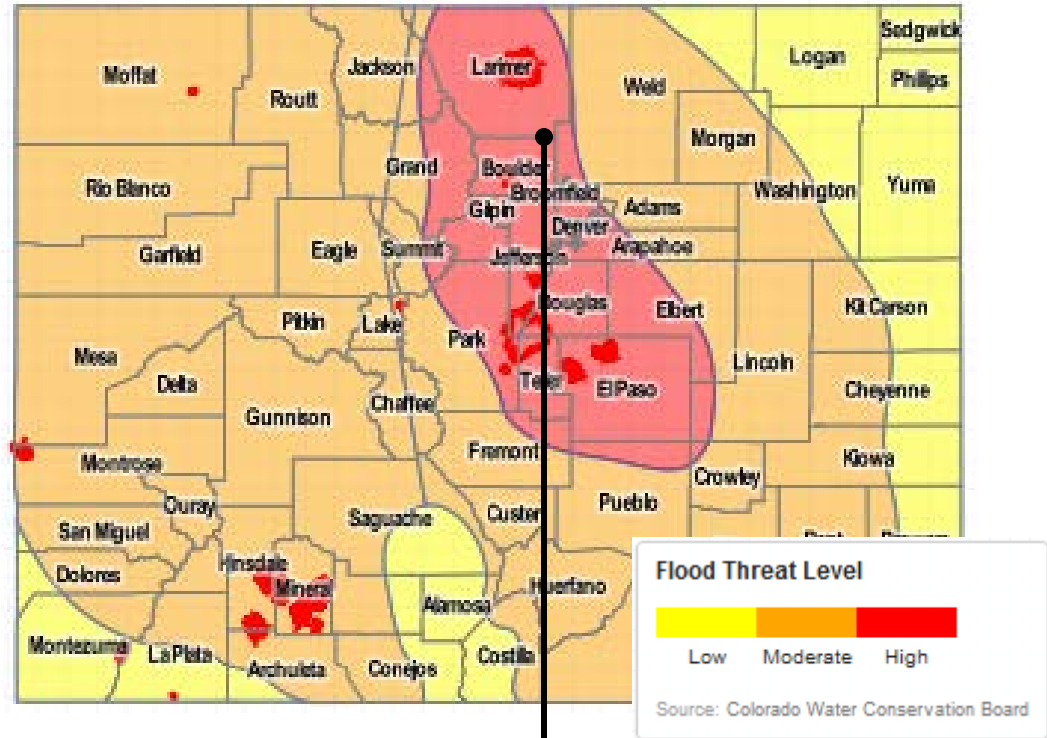 Sedgwick
Logan
Phillips
Moffat
Jackson
Larimer
Routt
Weld
Morgan
Grand
Boulder
Rio Blanco
Broomfield
Washington
Yuma
Gilpin
Adams
Denver
Garfield
Eagle
Summit
Arapahoe
Jefferson
Douglas
Elbert
Kit Carson
Pitkin
Lake
Park
Mesa
Lincoln
Delta
Teller
El Paso
Cheyenne
Gunnison
Chaffee
Fremont
Kiowa
Montrose
Crowley
Ouray
Pueblo
Custer
Saguache
San Miguel
Hinsdale
Dolores
Mineral
Huerfano
Alamosa
Montezuma
La Plata
Costilla
Archuleta
Conejos
Flood Threat Level
Low Moderate High
Source: Colorado Water Conservation Board